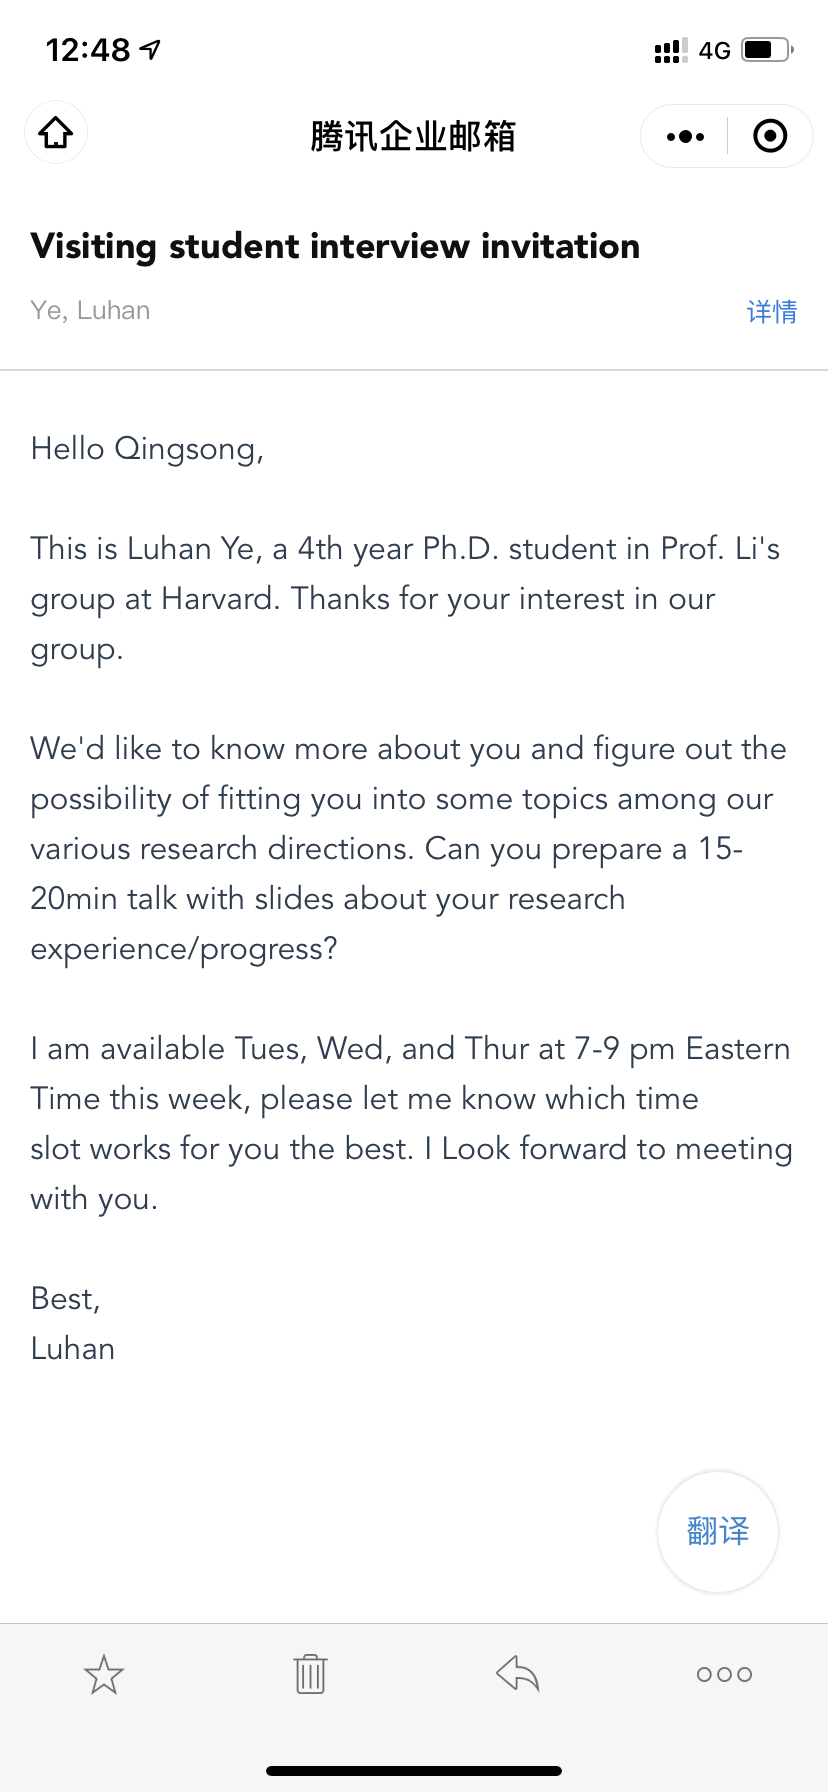 12:48
4G
腾讯企业邮箱
Visiting student interview invitation
Ye, Luhan
详情
Hello Qingsong,
This is Luhan Ye, a 4th year Ph.D. student in Prof. Li's
group at Harvard. Thanks for your interest in our
group.
We'd like to know more about you and figure out the
possibility of fitting you into some topics among our
various research directions. Can you prepare a 15-
20min talk with slides about your research
experience/progress?
I am available Tues, Wed, and Thur at 7-9 pm Eastern
Time this week, please let me know which time
slot works for you the best. I Look forward to meeting
with you.
Best,
Luhan
翻译